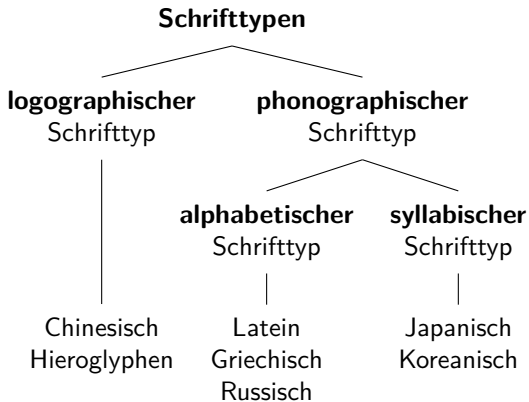 Schrifttypen
logographischer
Schrifttyp
phonographischer
Schrifttyp
alphabetischer
Schrifttyp
syllabischer
Schrifttyp
Chinesisch
Hieroglyphen
Latein
Griechisch
Russisch
Japanisch
Koreanisch